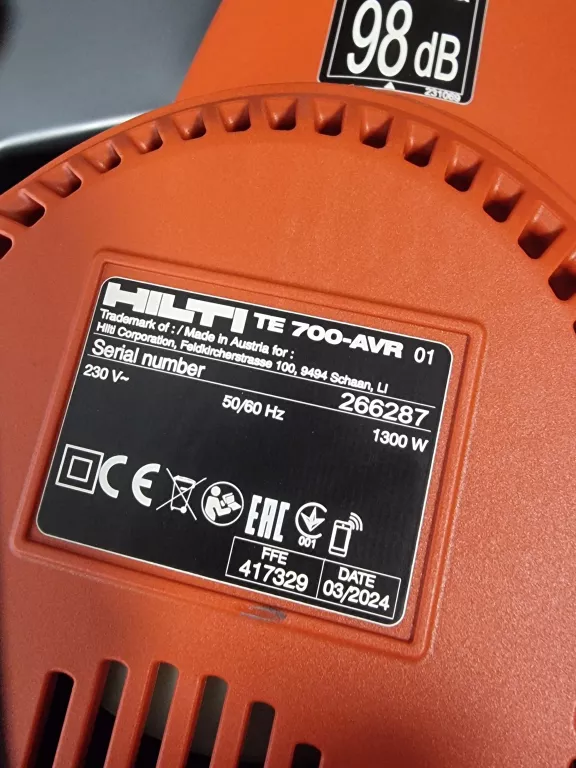 98 dB
231069
HILTI TE 700-AVR 01
Trademark of : / Made in Austria for :
Hilti Corporation, Feldkircherstrasse 100, 9494 Schaan, LI
Serial number 266287
230 V~ 50/60 Hz 1300 W
CE EAC
001
FFE
417329
DATE
03/2024